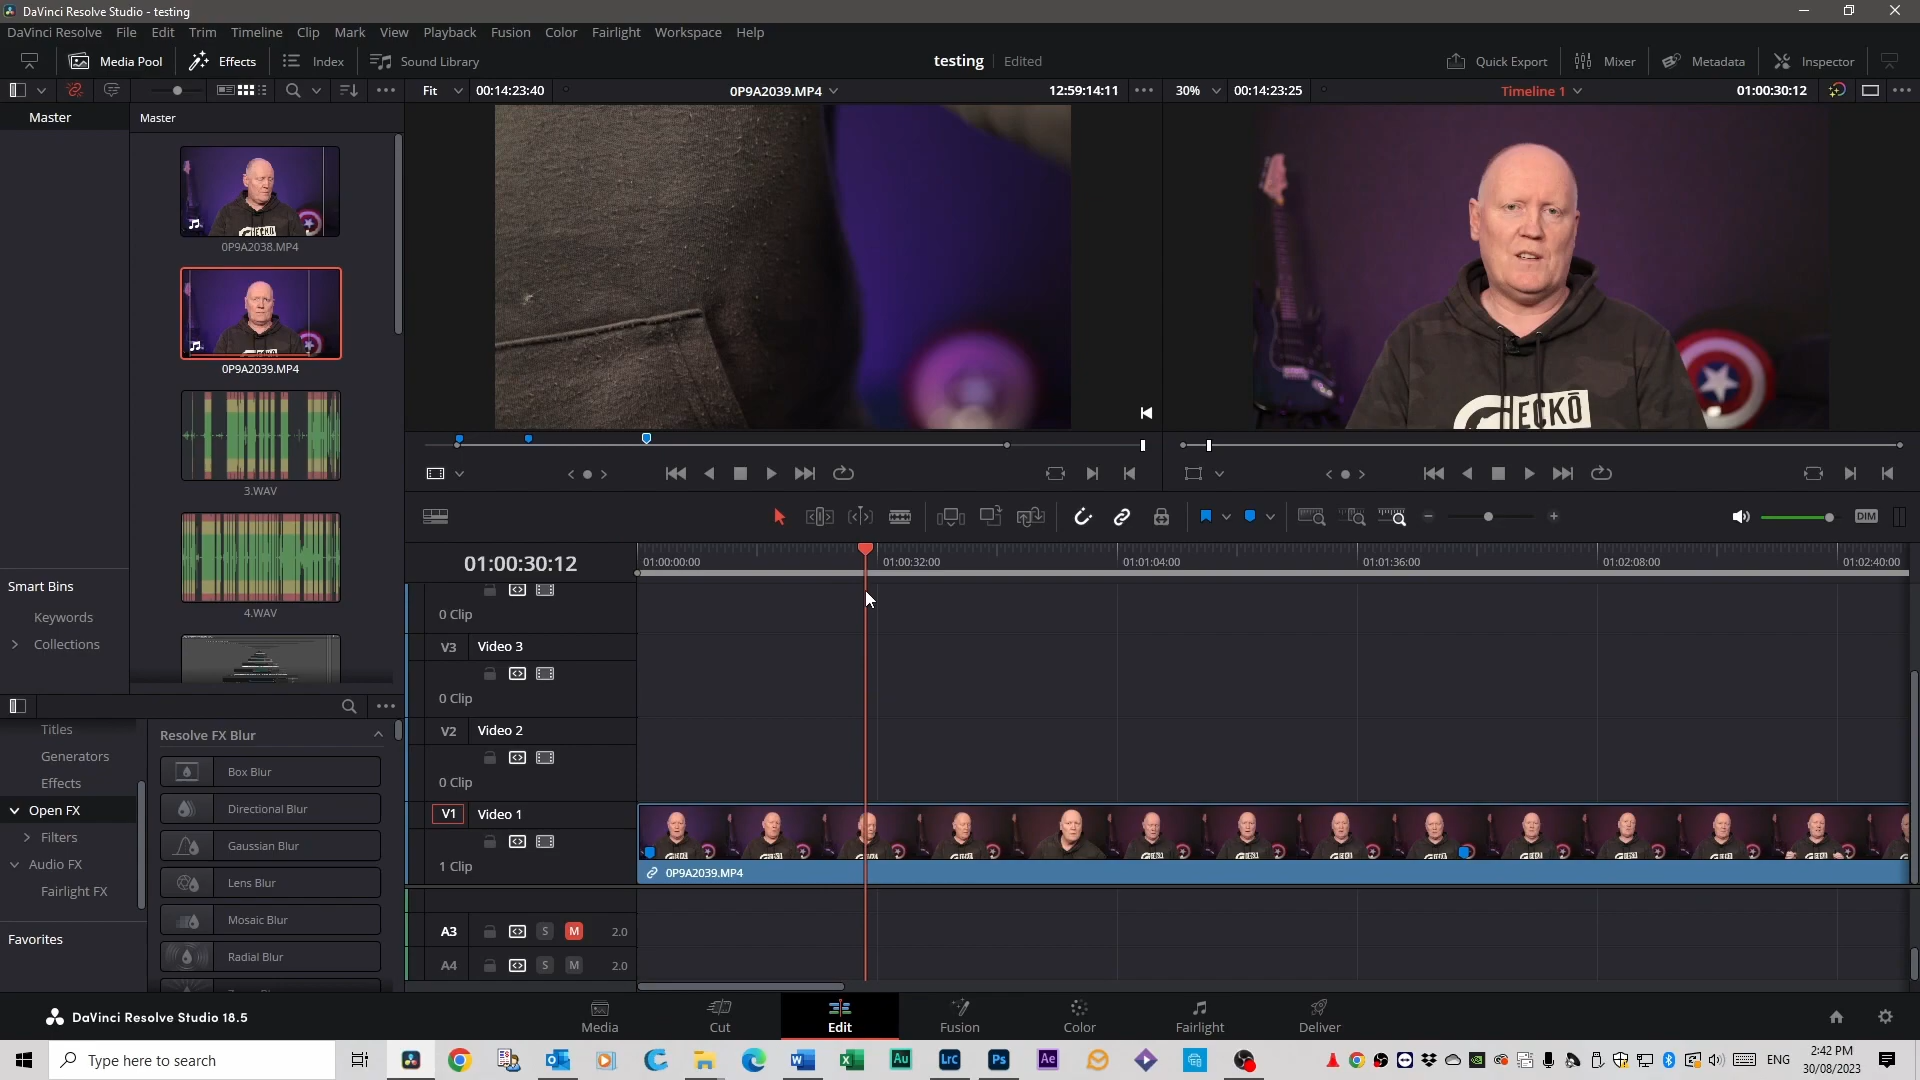 DaVinci Resolve Studio - testing
DaVinci Resolve File Edit Trim Timeline Clip Mark View Playback Fusion Color Fairlight Workspace Help
Media Pool Effects Index Sound Library testing Edited Quick Export Mixer Metadata Inspector
Fit 00:14:23:40 0P9A2039.MP4 12:59:14:11 30% 00:14:23:25 Timeline 1 01:00:30:12
Master Master
0P9A2038.MP4
0P9A2039.MP4
3.WAV
4.WAV
ECKŌ
Smart Bins
Keywords
Collections
DIM
01:00:30:12 01:00:00:00 01:00:32:00 01:01:04:00 01:01:36:00 01:02:08:00 01:02:40:00
0 Clip
V3 Video 3
0 Clip
V2 Video 2
0 Clip
V1 Video 1
1 Clip
0P9A2039.MP4
A3 S M 2.0
A4 S M 2.0
Titles
Generators
Effects
Open FX
Filters
Audio FX
Fairlight FX
Favorites
Resolve FX Blur
Box Blur
Directional Blur
Gaussian Blur
Lens Blur
Mosaic Blur
Radial Blur
DaVinci Resolve Studio 18.5 Media Cut Edit Fusion Color Fairlight Deliver
Type here to search Au Lrc Ps Ae ENG 2:42 PM
30/08/2023